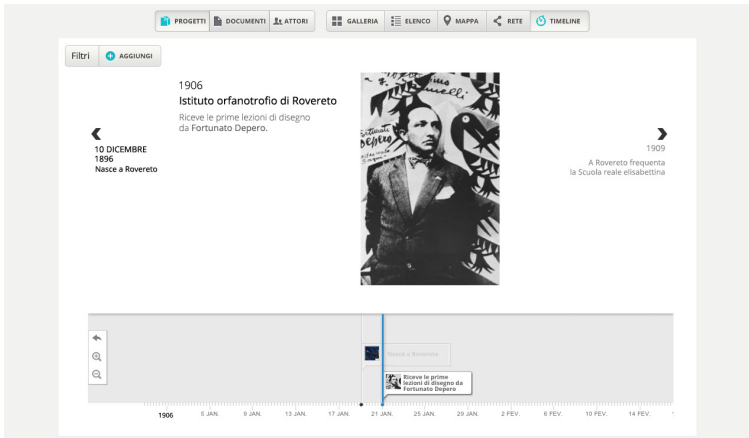 PROGETTI
DOCUMENTI
ATTORI
GALLERIA
ELENCO
MAPPA
RETE
TIMELINE
Filtri
AGGIUNGI
1906
Istituto orfanotrofio di Rovereto
Riceve le prime lezioni di disegno
da Fortunato Depero.
10 DICEMBRE
1896
Nasce a Rovereto
1909
A Rovereto frequenta
la Scuola reale elisabettina
Nasce a Rovereto
Riceve le prime
lezioni di disegno da
Fortunato Depero
1906
5 JAN.
9 JAN.
13 JAN.
17 JAN.
21 JAN.
25 JAN.
29 JAN.
2 FEV.
6 FEV.
10 FEV.
14 FEV.